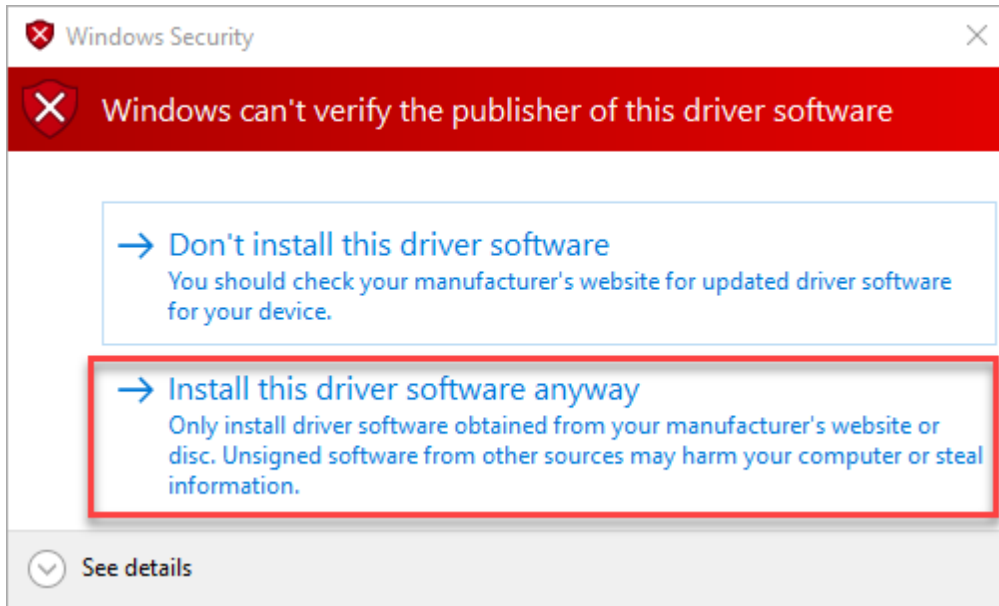 Windows Security
Windows can't verify the publisher of this driver software
Don't install this driver software
You should check your manufacturer's website for updated driver software
for your device.
Install this driver software anyway
Only install driver software obtained from your manufacturer's website or
disc. Unsigned software from other sources may harm your computer or steal
information.
See details